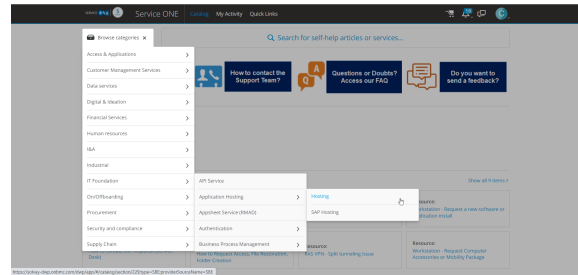 service one
Service ONE
Catalog
My Activity
Quick Links
Browse categories ×
Search for self-help articles or services...
Access & Applications
Customer Management Services
Data services
Digital & Ideation
Financial Services
Human resources
I&A
Industrial
IT Foundation
On/Offboarding
Procurement
Security and compliance
Supply Chain
How to contact the
Support Team?
Questions or Doubts?
Access our FAQ
Do you want to
send a feedback?
API Service
Application Hosting
Appsheet Service (RMAD)
Authentication
Business Process Management
Hosting
SAP Hosting
Show all 9 items >
Resource:
Workstation - Request a new software or
application install
Desk)
How to Request Access, File Restoration,
Folder Creation
Resource:
RAS VPN - Split tunneling issue
Resource:
Workstation - Request Computer
Accessories or Mobility Package